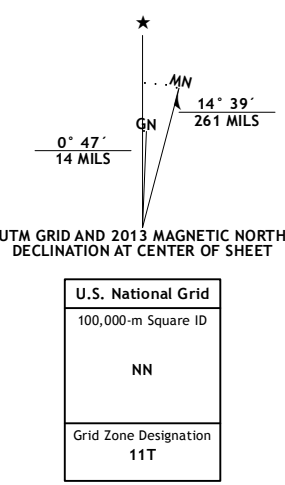 ★
MN
GN
14° 39´
261 MILS
0° 47´
14 MILS
UTM GRID AND 2013 MAGNETIC NORTH
DECLINATION AT CENTER OF SHEET
U.S. National Grid
100,000-m Square ID
NN
Grid Zone Designation
11T